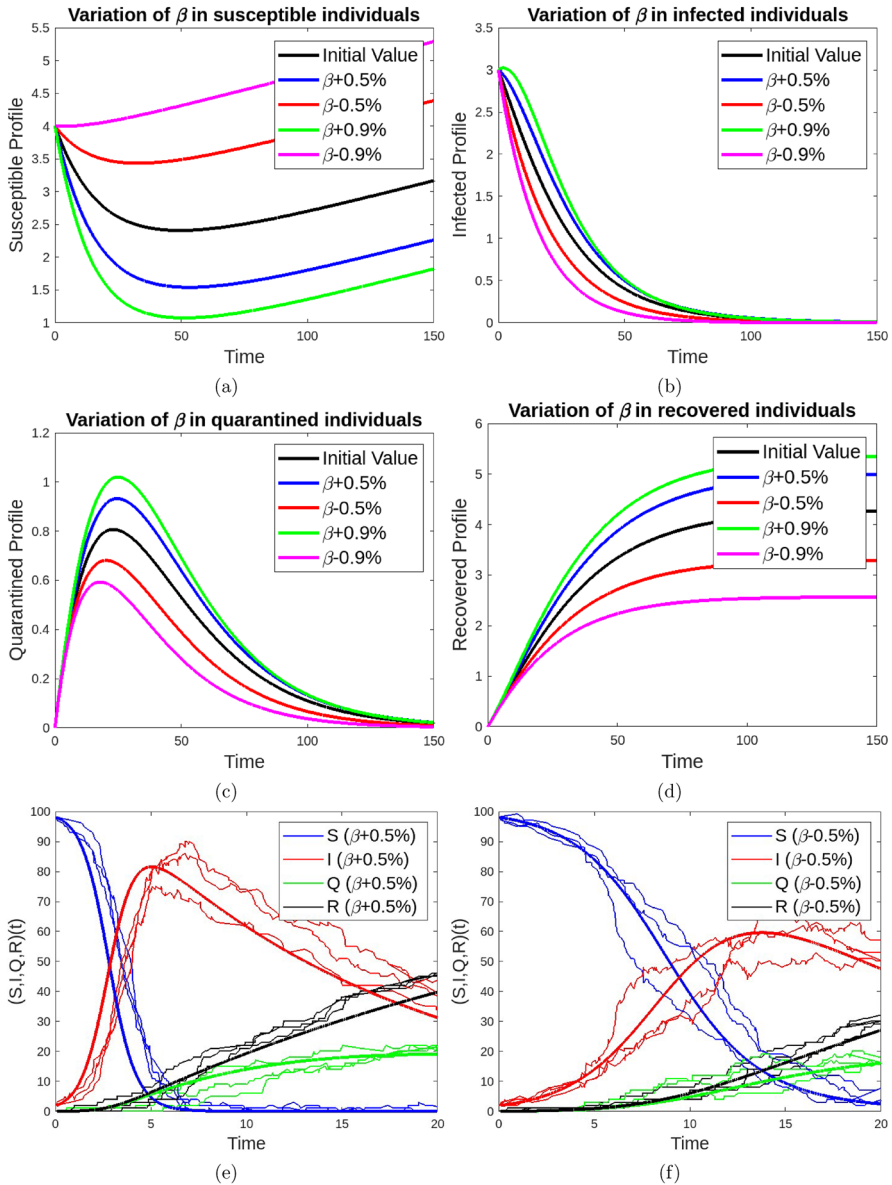 Variation of β in susceptible individuals
Susceptible Profile
5.5
5
4.5
4
3.5
3
2.5
2
1.5
1
0
50
100
150
Time
Initial Value
β+0.5%
β-0.5%
β+0.9%
β-0.9%
(a)
Variation of β in infected individuals
Infected Profile
3.5
3
2.5
2
1.5
1
0.5
0
0
50
100
150
Time
Initial Value
β+0.5%
β-0.5%
β+0.9%
β-0.9%
(b)
Variation of β in quarantined individuals
Quarantined Profile
1.2
1
0.8
0.6
0.4
0.2
0
0
50
100
150
Time
Initial Value
β+0.5%
β-0.5%
β+0.9%
β-0.9%
(c)
Variation of β in recovered individuals
Recovered Profile
6
5
4
3
2
1
0
0
50
100
150
Time
Initial Value
β+0.5%
β-0.5%
β+0.9%
β-0.9%
(d)
(S,I,Q,R)(t)
100
90
80
70
60
50
40
30
20
10
0
0
5
10
15
20
Time
S (β+0.5%)
I (β+0.5%)
Q (β+0.5%)
R (β+0.5%)
(e)
(S,I,Q,R)(t)
100
90
80
70
60
50
40
30
20
10
0
0
5
10
15
20
Time
S (β-0.5%)
I (β-0.5%)
Q (β-0.5%)
R (β-0.5%)
(f)